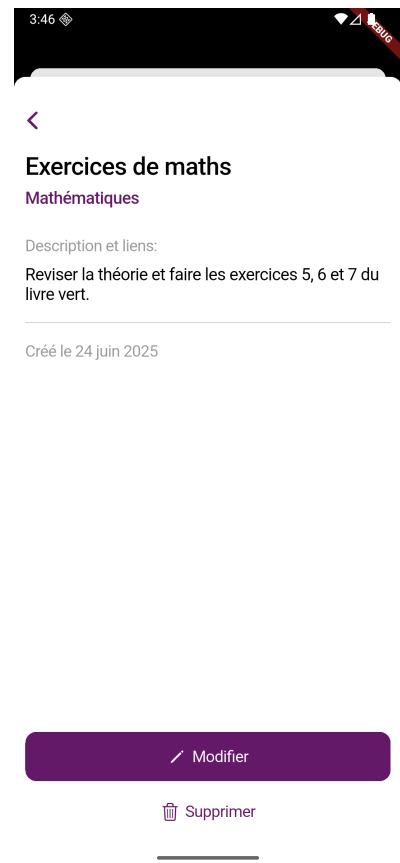 3:46
DEBUG
Exercices de maths
Mathématiques
Description et liens:
Reviser la théorie et faire les exercices 5, 6 et 7 du
livre vert.
Créé le 24 juin 2025
Modifier
Supprimer